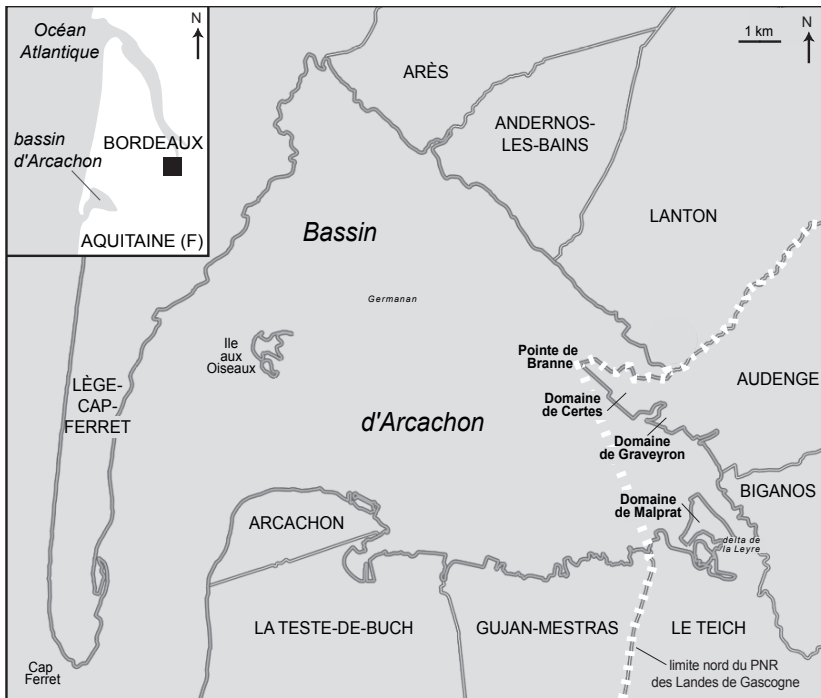 N
Océan
Atlantique
bassin
d'Arcachon
BORDEAUX
AQUITAINE (F)
N
1 km
ARÈS
ANDERNOS-
LES-BAINS
LANTON
Bassin
Germanan
Ile
aux
Oiseaux
Pointe de
Branne
AUDENGE
LÈGE-
CAP-
FERRET
Domaine
de Certes
d'Arcachon
Domaine
de Graveyron
BIGANOS
Domaine
de Malprat
ARCACHON
delta de
la Leyre
LA TESTE-DE-BUCH
GUJAN-MESTRAS
LE TEICH
Cap
Ferret
limite nord du PNR
des Landes de Gascogne